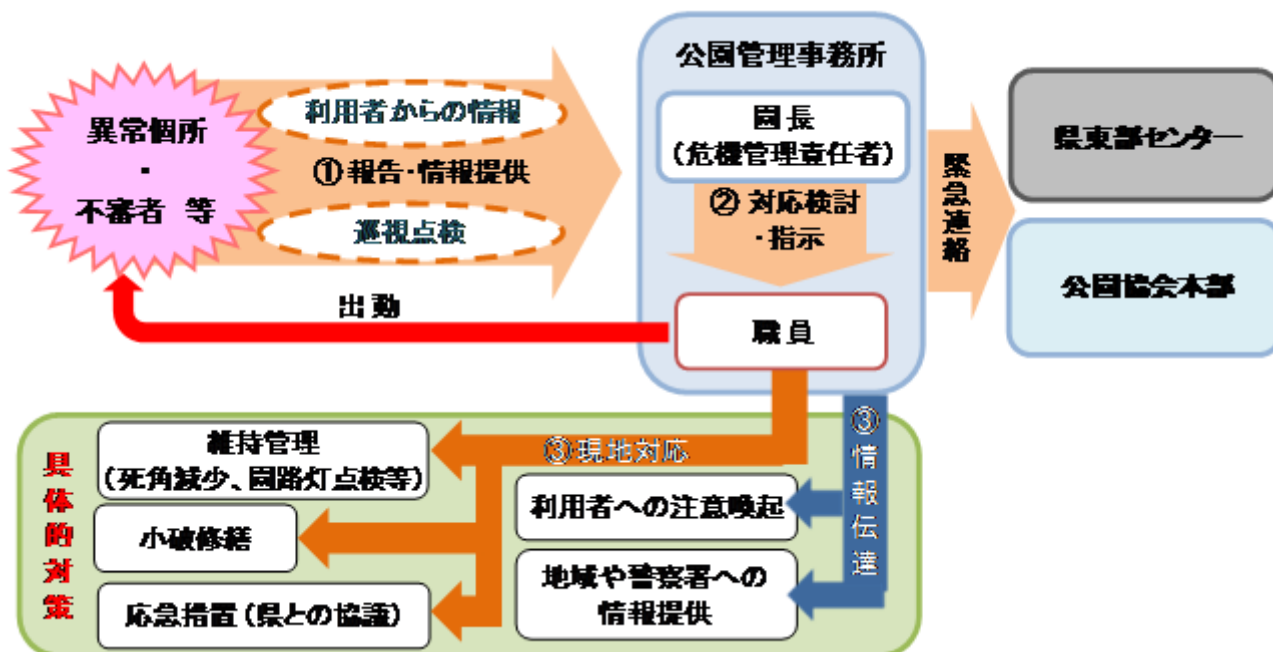 公園管理事務所
異常個所
・
不審者 等
利用者からの情報
①報告・情報提供
巡視点検
園長
(危機管理責任者)
② 対応検討
・指示
職員
出動
緊急連絡
県東部センター
公園協会本部
具体的対策
維持管理
(死角減少、園路灯点検等)
小破修繕
応急措置(県との協議)
③現地対応
③情報伝達
利用者への注意喚起
地域や警察署への
情報提供